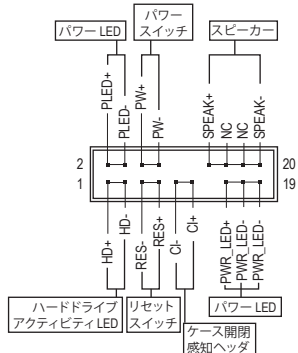 パワー LED
パワー
スイッチ
スピーカー
PLED+
PLED-
PW+
PW-
SPEAK+
NC
NC
SPEAK-
2
20
1
19
HD+
HD-
RES-
RES+
CI-
CI+
PWR_LED+
PWR_LED-
PWR_LED-
ハードドライブ
アクティビティ LED
リセット
スイッチ
パワー LED
ケース開閉
感知ヘッダ